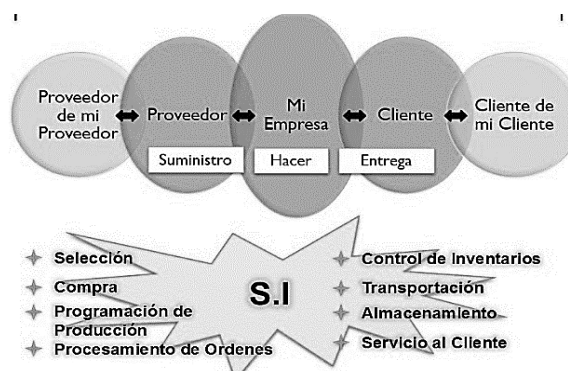 Proveedor
de mi
Proveedor
Proveedor
Mi
Empresa
Cliente
Cliente de
mi Cliente
Suministro
Hacer
Entrega
Selección
Compra
Programación de
Producción
Procesamiento de Ordenes
S.I
Control de Inventarios
Transportación
Almacenamiento
Servicio al Cliente